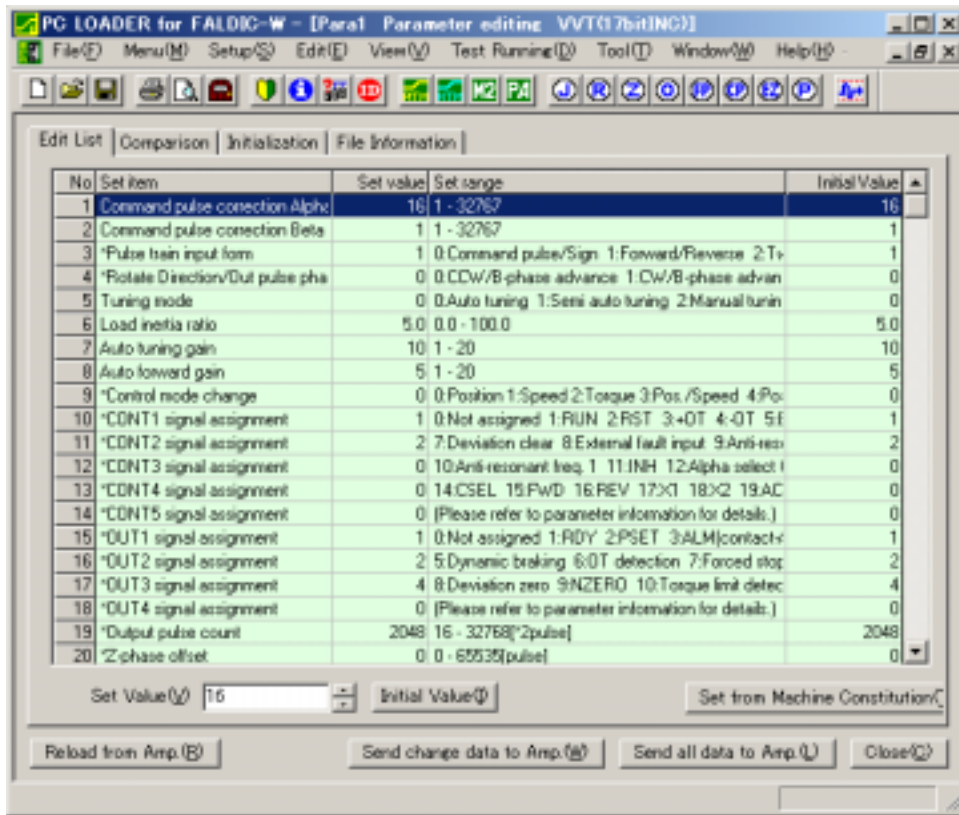 PC LOADER for FALDIC-W - [Para1 Parameter editing VVT(17bitINC)]
File(F) Menu(M) Setup(S) Edit(E) View(V) Test Running(D) Tool(T) Window(W) Help(H)
Edit List Comparison Initialization File Information
No Set item Set value Set range Initial Value
1 Command pulse correction Alpha 16 1 - 32767 16
2 Command pulse correction Beta 1 1 - 32767 1
3 *Pulse train input form 1 0:Command pulse/Sign 1:Forward/Reverse 2:Tw 1
4 *Rotate Direction/Out pulse pha 0 0:CCW/B-phase advance 1:CW/B-phase advan 0
5 Tuning mode 0 0:Auto tuning 1:Semi auto tuning 2:Manual tunin 0
6 Load inertia ratio 5.0 0.0 - 100.0 5.0
7 Auto tuning gain 10 1 - 20 10
8 Auto forward gain 5 1 - 20 5
9 *Control mode change 0 0:Position 1:Speed 2:Torque 3:Pos./Speed 4:Po 0
10 *CONT1 signal assignment 1 0:Not assigned 1:RUN 2:RST 3:+OT 4:-OT 5:E 1
11 *CONT2 signal assignment 2 7:Deviation clear 8:External fault input 9:Anti-res 2
12 *CONT3 signal assignment 0 10:Anti-resonant freq. 1 11:INH 12:Alpha select 0
13 *CONT4 signal assignment 0 14:CSEL 15:FWD 16:REV 17:X1 18:X2 19:AC 0
14 *CONT5 signal assignment 0 (Please refer to parameter information for details.) 0
15 *OUT1 signal assignment 1 0:Not assigned 1:RDY 2:PSET 3:ALM(contact- 1
16 *OUT2 signal assignment 2 5:Dynamic braking 6:OT detection 7:Forced stop 2
17 *OUT3 signal assignment 4 8:Deviation zero 9:NZERO 10:Torque limit detec 4
18 *OUT4 signal assignment 0 (Please refer to parameter information for details.) 0
19 *Output pulse count 2048 16 - 32768[*2pulse] 2048
20 *Z-phase offset 0 0 - 65535[pulse] 0
Set Value(V) 16 Initial Value(I) Set from Machine Constitution(
Reload from Amp.(R) Send change data to Amp.(W) Send all data to Amp.(L) Close(C)